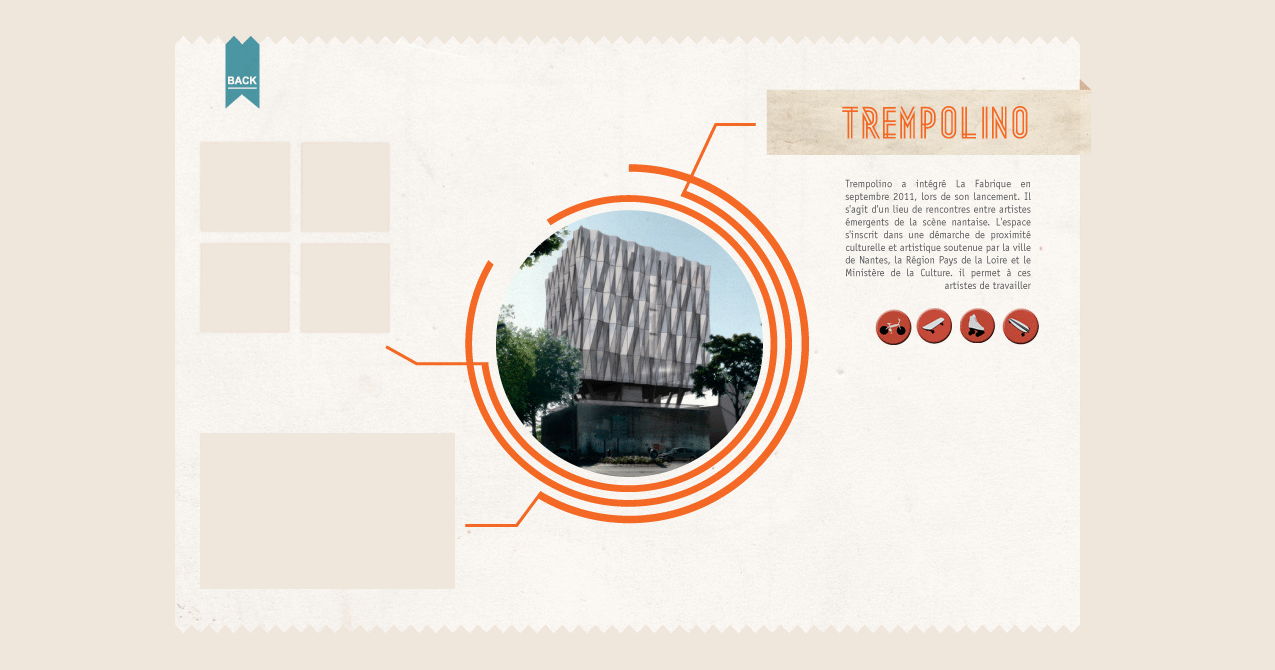 BACK
TREMPOLINO
Trempolino a intégré La Fabrique en
septembre 2011, lors de son lancement. Il
s'agit d'un lieu de rencontres entre artistes
émergents de la scène nantaise. L'espace
s'inscrit dans une démarche de proximité
culturelle et artistique soutenue par la ville
de Nantes, la Région Pays de la Loire et le
Ministère de la Culture. il permet à ces
artistes de travailler